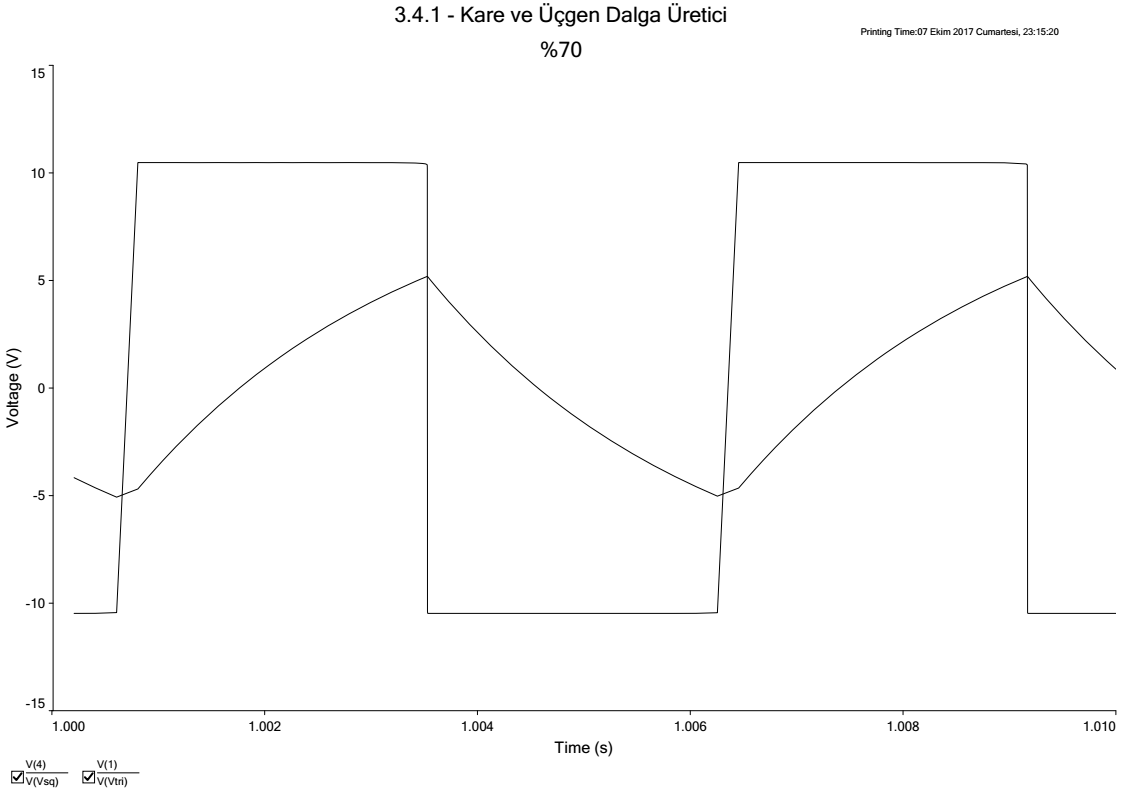 3.4.1 - Kare ve Üçgen Dalga Üretici
Printing Time:07 Ekim 2017 Cumartesi, 23:15:20
%70
15
10
5
0
-5
-10
-15
Voltage (V)
1.000 1.002 1.004 1.006 1.008 1.010
Time (s)
V(4) V(1)
V(Vsq) V(Vtri)